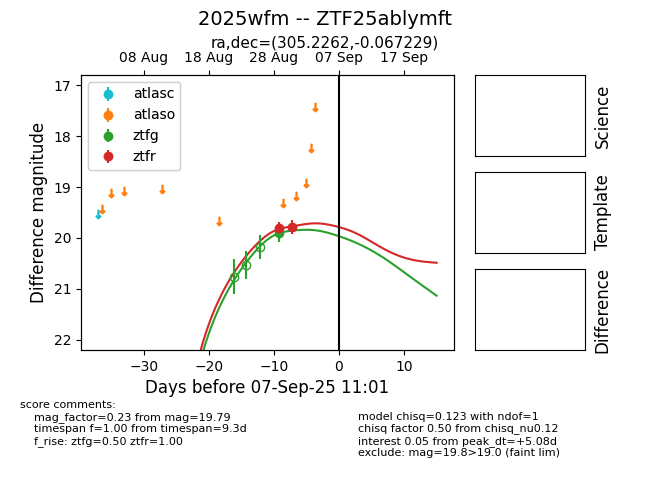 2025wfm -- ZTF25ablymft
ra,dec=(305.2262,-0.067229)
08 Aug 18 Aug 28 Aug 07 Sep 17 Sep
17
18
19
20
21
22
Difference magnitude
atlasc
atlaso
ztfg
ztfr
−30 −20 −10 0 10
Days before 07-Sep-25 11:01
Science
Template
Difference
score comments:
mag_factor=0.23 from mag=19.79
timespan f=1.00 from timespan=9.3d
f_rise: ztfg=0.50 ztfr=1.00
model chisq=0.123 with ndof=1
chisq factor 0.50 from chisq_nu0.12
interest 0.05 from peak_dt=+5.08d
exclude: mag=19.8>19.0 (faint lim)